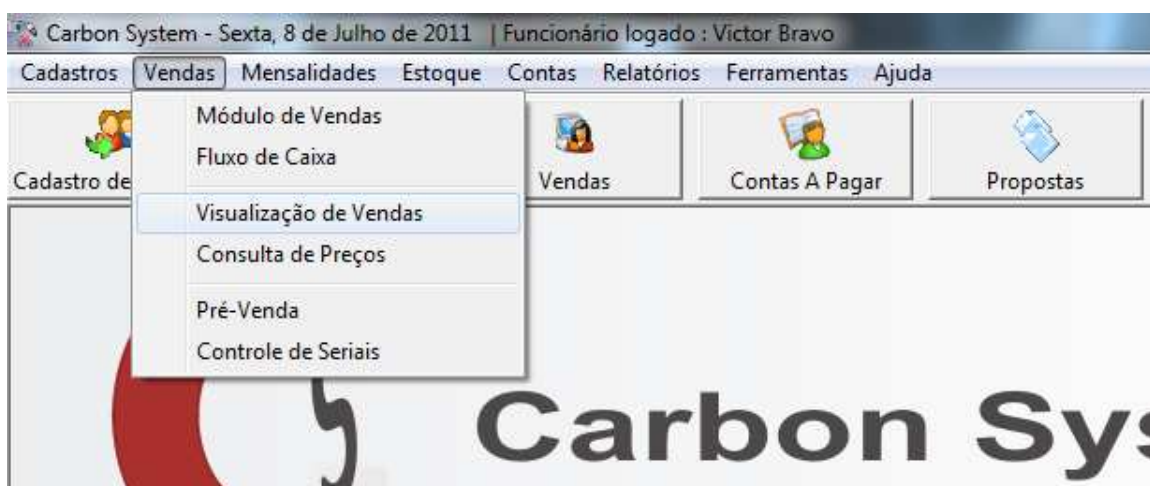 Carbon System - Sexta, 8 de Julho de 2011 | Funcionário logado : Victor Bravo
Cadastros Vendas Mensalidades Estoque Contas Relatórios Ferramentas Ajuda
Módulo de Vendas
Fluxo de Caixa
Visualização de Vendas
Consulta de Preços
Pré-Venda
Controle de Seriais
Cadastro de Vendas Contas A Pagar Propostas
Carbon Sys